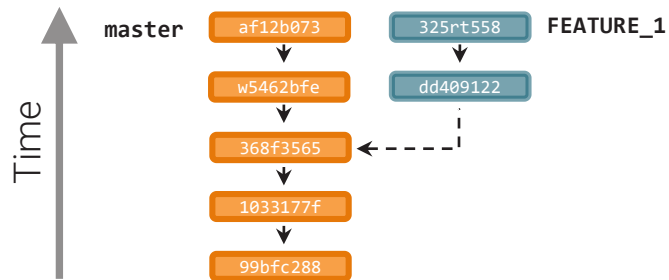 master
af12b073
325rt558
FEATURE_1
w5462bfe
dd409122
368f3565
1033177f
99bfc288
Time